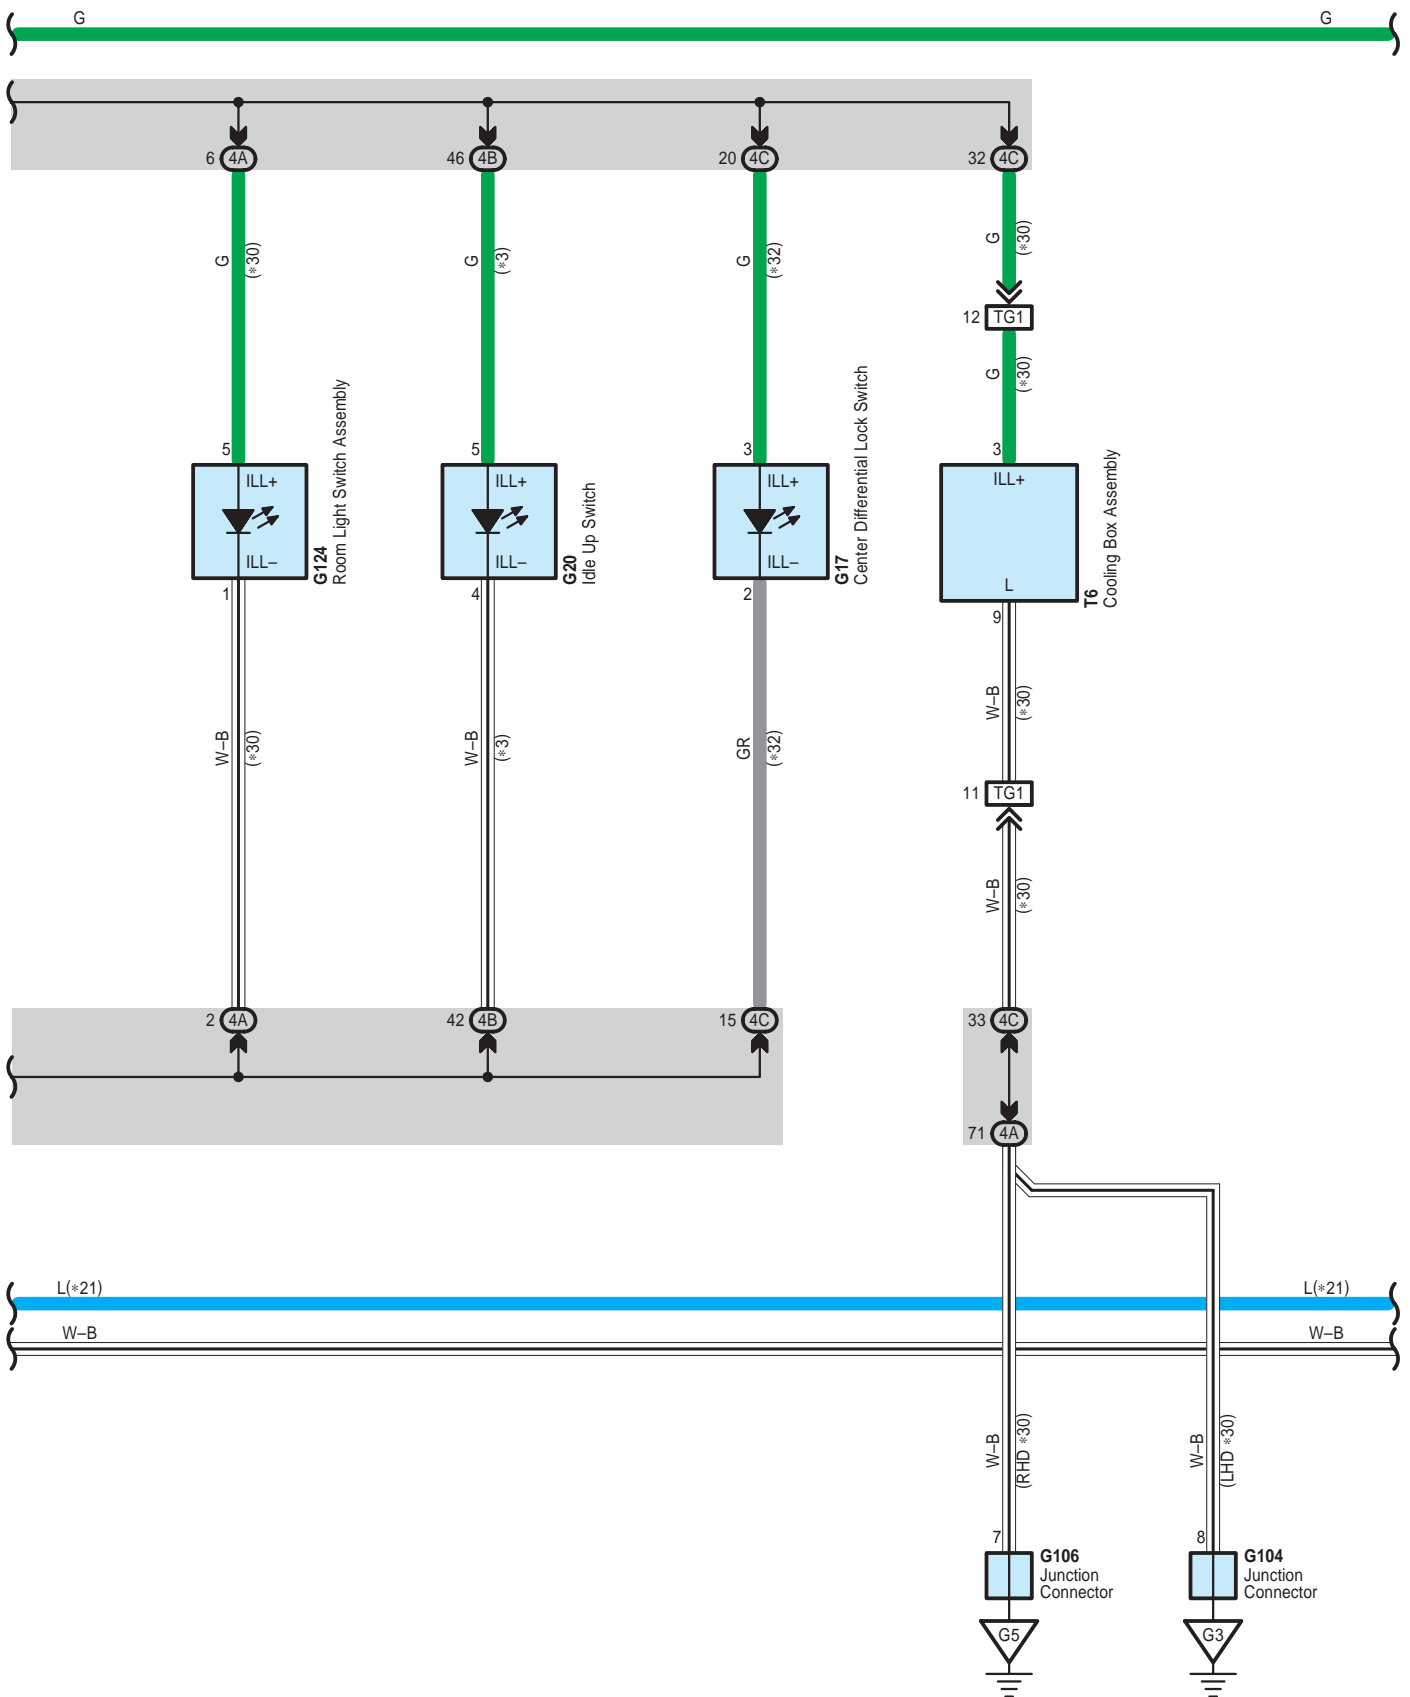 G G
6 4A 46 4B 20 4C 32 4C
G (*30) G (*3) G (*32) G (*30)
12 TG1
G (*30)
5 5 3 3
ILL+ ILL+ ILL+ ILL+
ILL– ILL– ILL– L
G124
Room Light Switch Assembly
G20
Idle Up Switch
G17
Center Differential Lock Switch
T6
Cooling Box Assembly
1 4 2 9
W–B (*30) W–B (*3) GR (*32) W–B (*30)
11 TG1
W–B (*30)
2 4A 42 4B 15 4C 33 4C
71 4A
L(*21) L(*21)
W–B W–B
W–B (RHD *30) W–B (LHD *30)
7 8
G106
Junction
Connector
G104
Junction
Connector
G5 G3